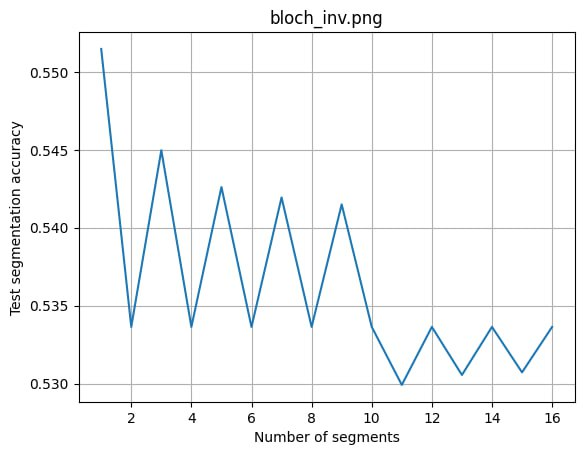 bloch_inv.png
Test segmentation accuracy
0.550
0.545
0.540
0.535
0.530
2 4 6 8 10 12 14 16
Number of segments